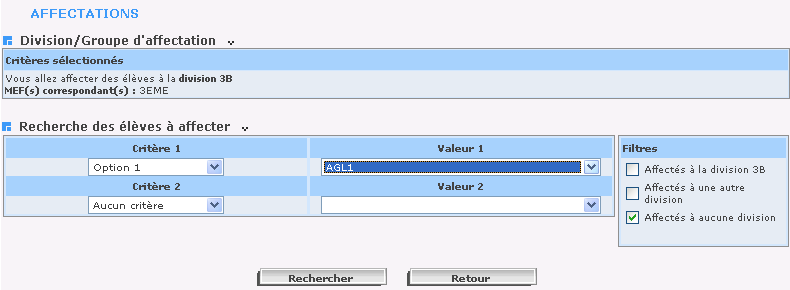 AFFECTATIONS
Division/Groupe d'affectation
Critères sélectionnés
Vous allez affecter des élèves à la division 3B
MEF(s) correspondant(s) : 3EME
Recherche des élèves à affecter
Critère 1 Valeur 1 Filtres
Option 1 AGL1 Affectés à la division 3B
Critère 2 Valeur 2 Affectés à une autre
division
Aucun critère Affectés à aucune division
Rechercher Retour